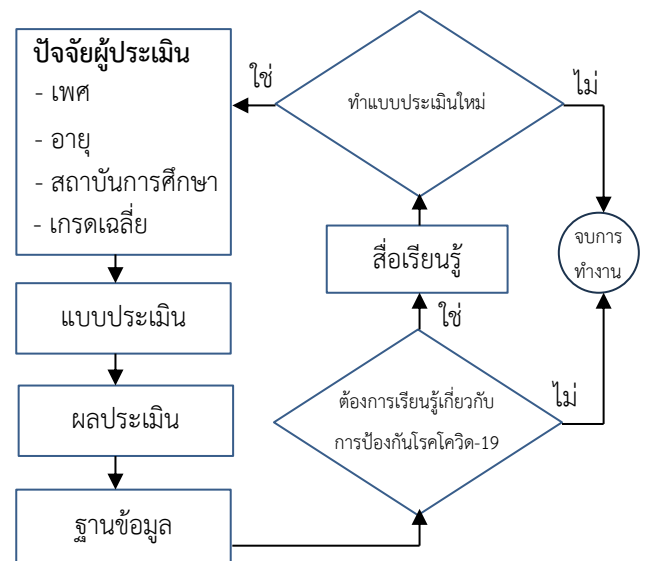 ปัจจัยผู้ประเมิน
- เพศ
- อายุ
- สถาบันการศึกษา
- เกรดเฉลี่ย
แบบประเมิน
ผลประเมิน
ฐานข้อมูล
ต้องการเรียนรู้เกี่ยวกับ
การป้องกันโรคโควิด-19
ใช่
ไม่
สื่อเรียนรู้
ทำแบบประเมินใหม่
ใช่
ไม่
จบการ
ทำงาน